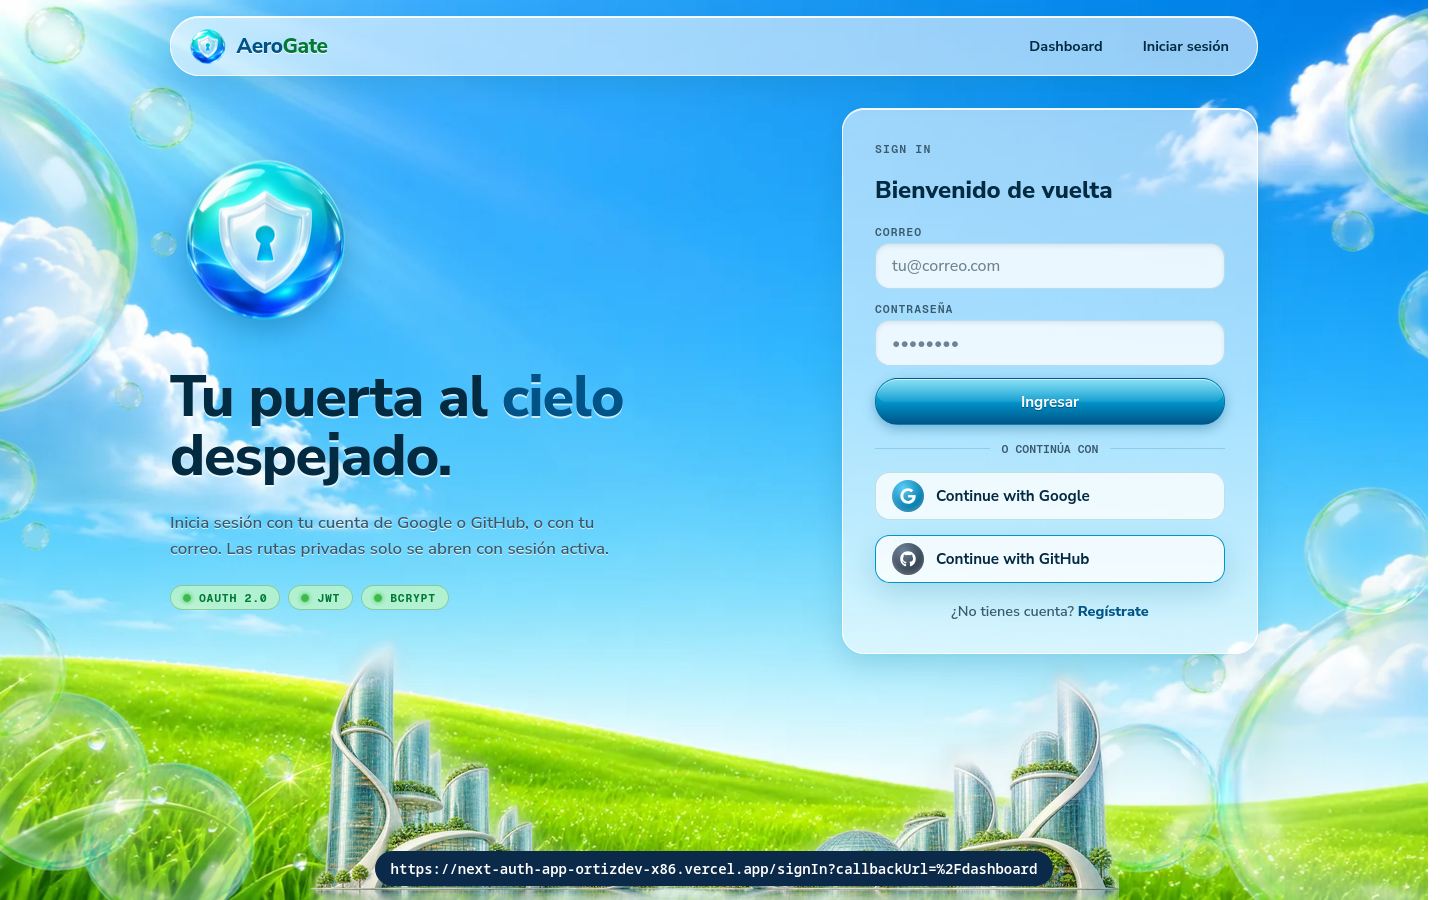 AeroGate
Dashboard
Iniciar sesión
Tu puerta al cielo
despejado.
Inicia sesión con tu cuenta de Google o GitHub, o con tu
correo. Las rutas privadas solo se abren con sesión activa.
OAUTH 2.0
JWT
BCRYPT
SIGN IN
Bienvenido de vuelta
CORREO
tu@correo.com
CONTRASEÑA
••••••••
Ingresar
O CONTINÚA CON
Continue with Google
Continue with GitHub
¿No tienes cuenta? Regístrate
https://next-auth-app-ortizdev-x86.vercel.app/signIn?callbackUrl=%2Fdashboard